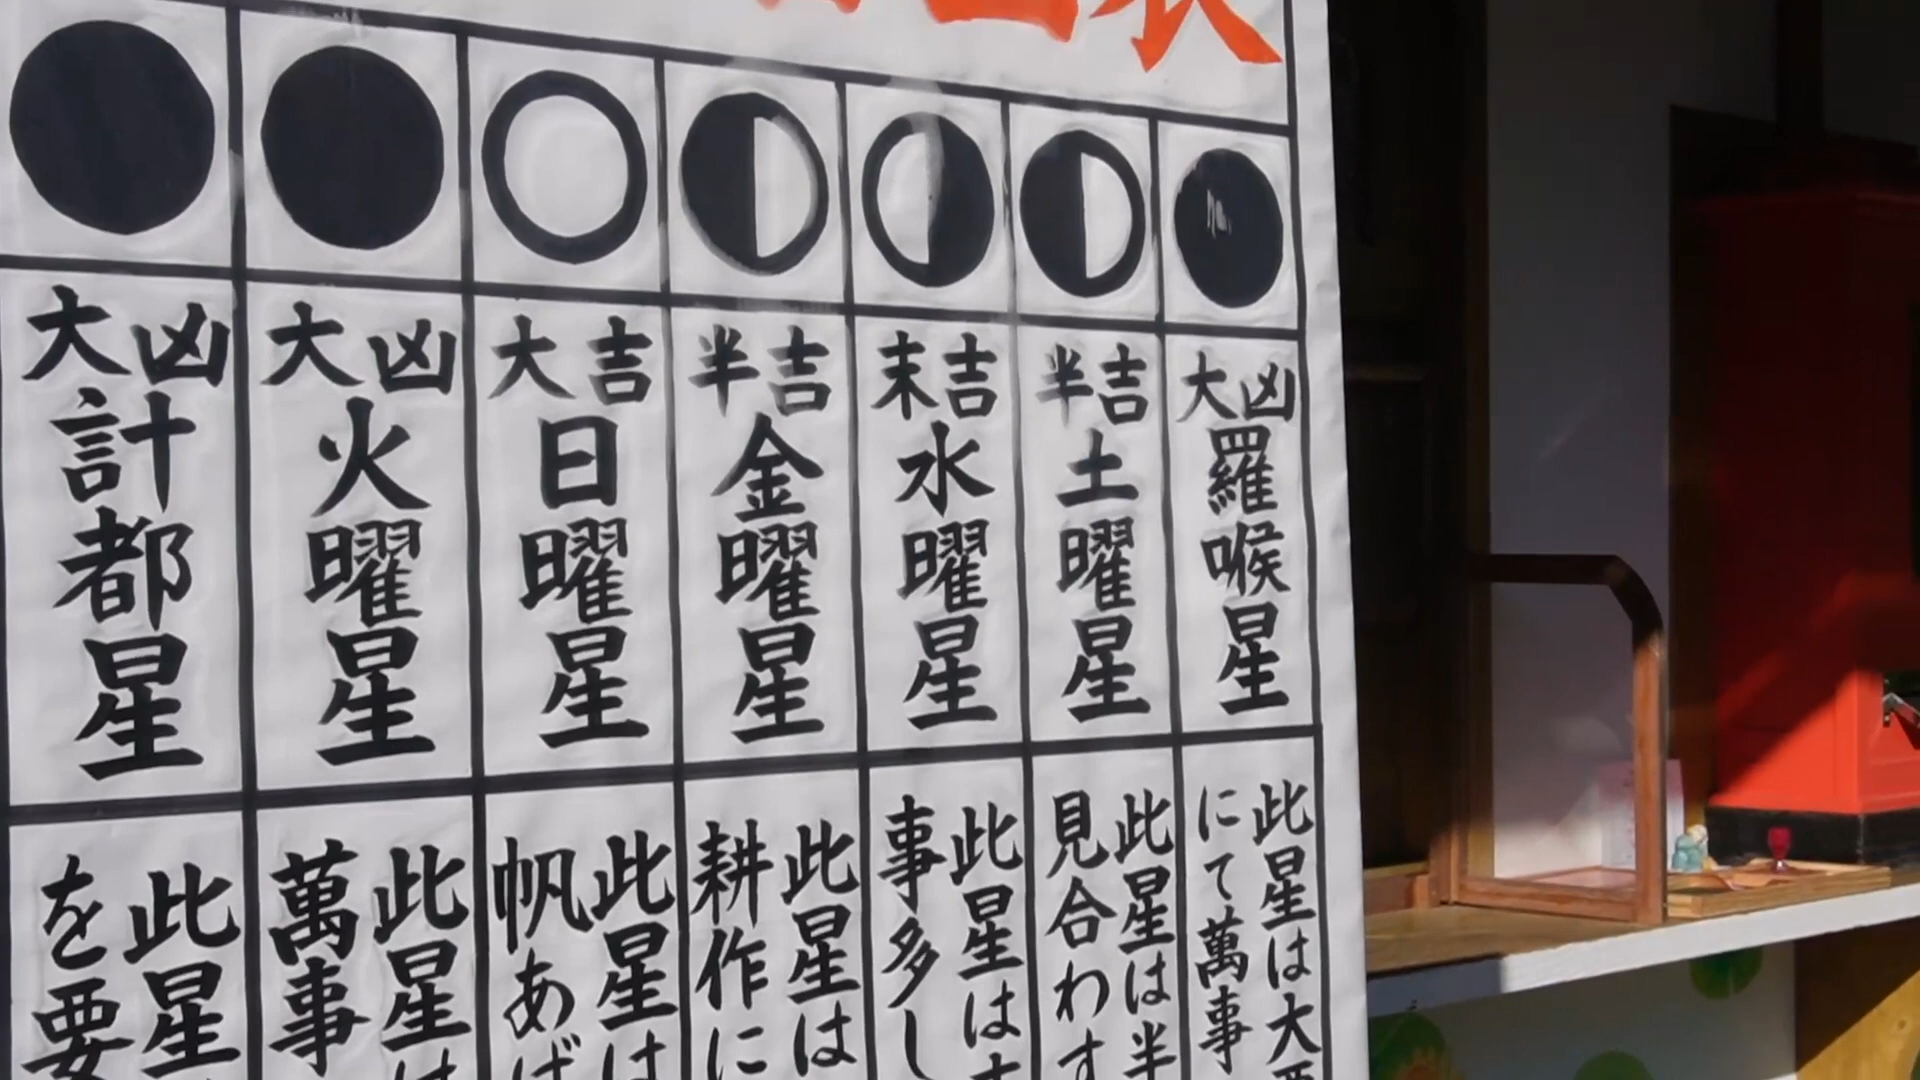 表
大凶
羅喉星
此星は大
にて萬事
半吉
土曜星
此星は半
見合わす
末吉
水曜星
此星は
事多し
半吉
金曜星
此星は
耕作に
大吉
日曜星
此星は
帆あげ
大凶
火曜星
此星は
萬事
大凶
計都星
此星
を要